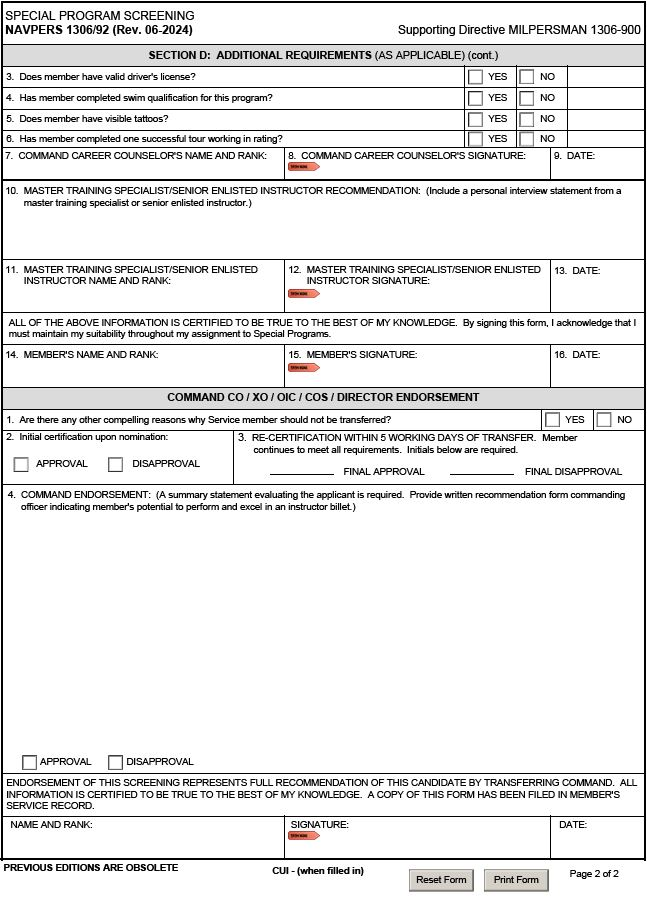 SPECIAL PROGRAM SCREENING
NAVPERS 1306/92 (Rev. 06-2024)
Supporting Directive MILPERSMAN 1306-900
SECTION D: ADDITIONAL REQUIREMENTS (AS APPLICABLE) (cont.)
3. Does member have valid driver's license? YES NO
4. Has member completed swim qualification for this program? YES NO
5. Does member have visible tattoos? YES NO
6. Has member completed one successful tour working in rating? YES NO
7. COMMAND CAREER COUNSELOR'S NAME AND RANK:
8. COMMAND CAREER COUNSELOR'S SIGNATURE:
9. DATE:
10. MASTER TRAINING SPECIALIST/SENIOR ENLISTED INSTRUCTOR RECOMMENDATION: (Include a personal interview statement from a
master training specialist or senior enlisted instructor.)
11. MASTER TRAINING SPECIALIST/SENIOR ENLISTED
INSTRUCTOR NAME AND RANK:
12. MASTER TRAINING SPECIALIST/SENIOR ENLISTED
INSTRUCTOR SIGNATURE:
13. DATE:
ALL OF THE ABOVE INFORMATION IS CERTIFIED TO BE TRUE TO THE BEST OF MY KNOWLEDGE. By signing this form, I acknowledge that I
must maintain my suitability throughout my assignment to Special Programs.
14. MEMBER'S NAME AND RANK:
15. MEMBER'S SIGNATURE:
16. DATE:
COMMAND CO / XO / OIC / COS / DIRECTOR ENDORSEMENT
1. Are there any other compelling reasons why Service member should not be transferred? YES NO
2. Initial certification upon nomination:
APPROVAL DISAPPROVAL
3. RE-CERTIFICATION WITHIN 5 WORKING DAYS OF TRANSFER. Member
continues to meet all requirements. Initials below are required.
FINAL APPROVAL FINAL DISAPPROVAL
4. COMMAND ENDORSEMENT: (A summary statement evaluating the applicant is required. Provide written recommendation form commanding
officer indicating member's potential to perform and excel in an instructor billet.)
APPROVAL DISAPPROVAL
ENDORSEMENT OF THIS SCREENING REPRESENTS FULL RECOMMENDATION OF THIS CANDIDATE BY TRANSFERRING COMMAND. ALL
INFORMATION IS CERTIFIED TO BE TRUE TO THE BEST OF MY KNOWLEDGE. A COPY OF THIS FORM HAS BEEN FILED IN MEMBER'S
SERVICE RECORD.
NAME AND RANK:
SIGNATURE:
DATE:
PREVIOUS EDITIONS ARE OBSOLETE
CUI - (when filled in)
Reset Form
Print Form
Page 2 of 2